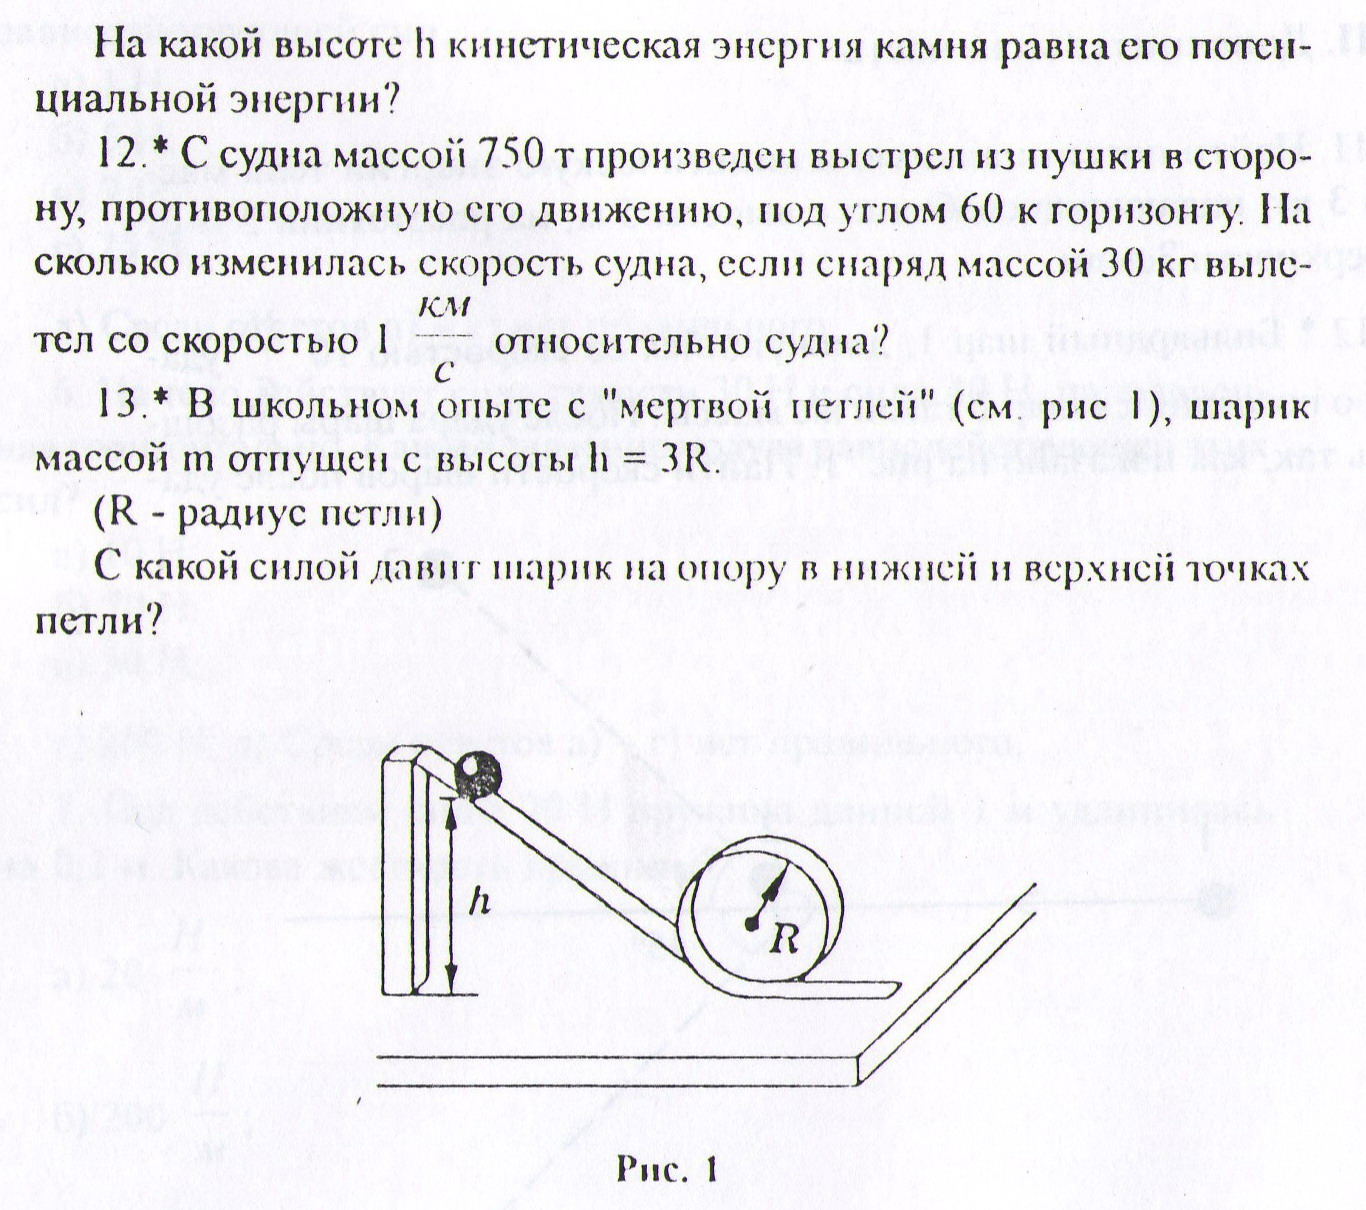 На какой высоте h кинетическая энергия камня равна его потен-
циальной энергии?
12.* С судна массой 750 т произведен выстрел из пушки в сторо-
ну, противоположную его движению, под углом 60 к горизонту. На
сколько изменилась скорость судна, если снаряд массой 30 кг выле-
тел со скоростью 1 км/с относительно судна?
13.* В школьном опыте с "мертвой петлей" (см. рис 1), шарик
массой m отпущен с высоты h = 3R.
(R - радиус петли)
С какой силой давит шарик на опору в нижней и верхней точках
петли?
h
R
Рис. 1